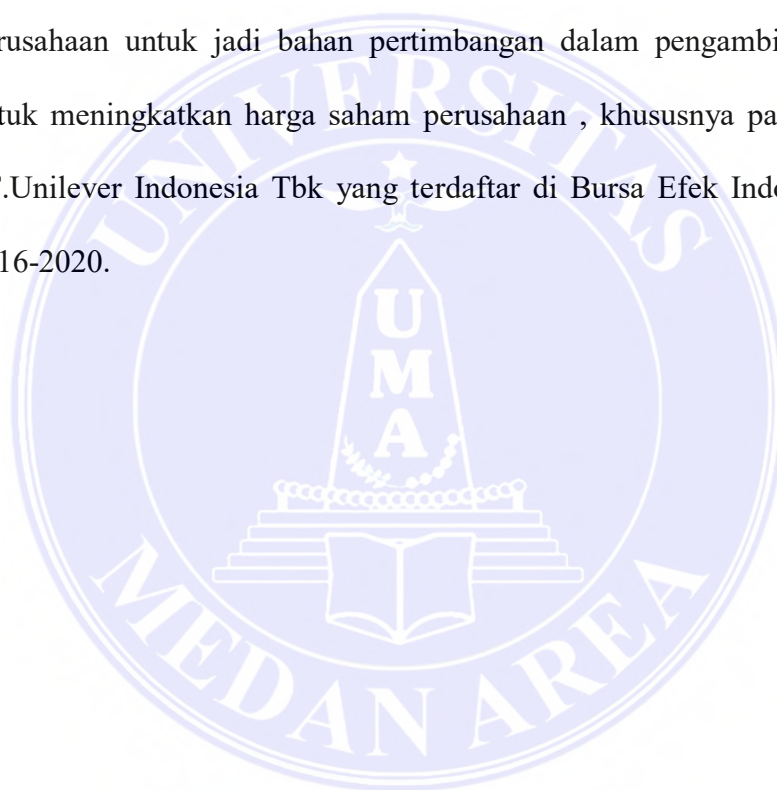 rusahaan untuk jadi bahan pertimbangan dalam pengambi
tuk meningkatkan harga saham perusahaan , khususnya pa
.Unilever Indonesia Tbk yang terdaftar di Bursa Efek Indo
16-2020.
UNIVERSITAS
U
M
A
MEDAN AREA